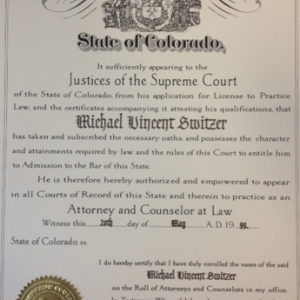 State of Colorado,
It sufficiently appearing to the
Justices of the Supreme Court
of the State of Colorado, from his application for License to Practice
Law, and the certificates accompanying it attesting his qualifications, that
Michael Vincent Switzer
has taken and subscribed the necessary oaths, and possesses the character
and attainments required by law and the rules of this Court to entitle him
to Admission to the Bar of this State.
He is therefore hereby authorized and empowered to appear
in all Courts of Record of this State and therein to practice as an
Attorney and Counselor at Law
Witness this day of May A.D. 19
State of Colorado, ss.
I do hereby certify that I have duly enrolled the name of the said
Michael Vincent Switzer
on the Roll of Attorneys and Counselors in my office.